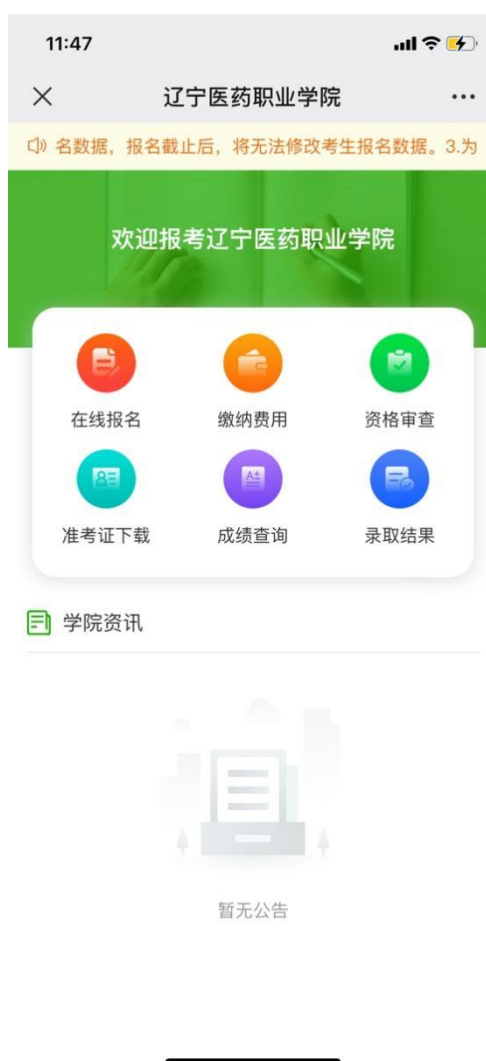 11:47
辽宁医药职业学院
名数据，报名截止后，将无法修改考生报名数据。3.为
欢迎报考辽宁医药职业学院
在线报名 缴纳费用 资格审查
准考证下载 成绩查询 录取结果
学院资讯
暂无公告